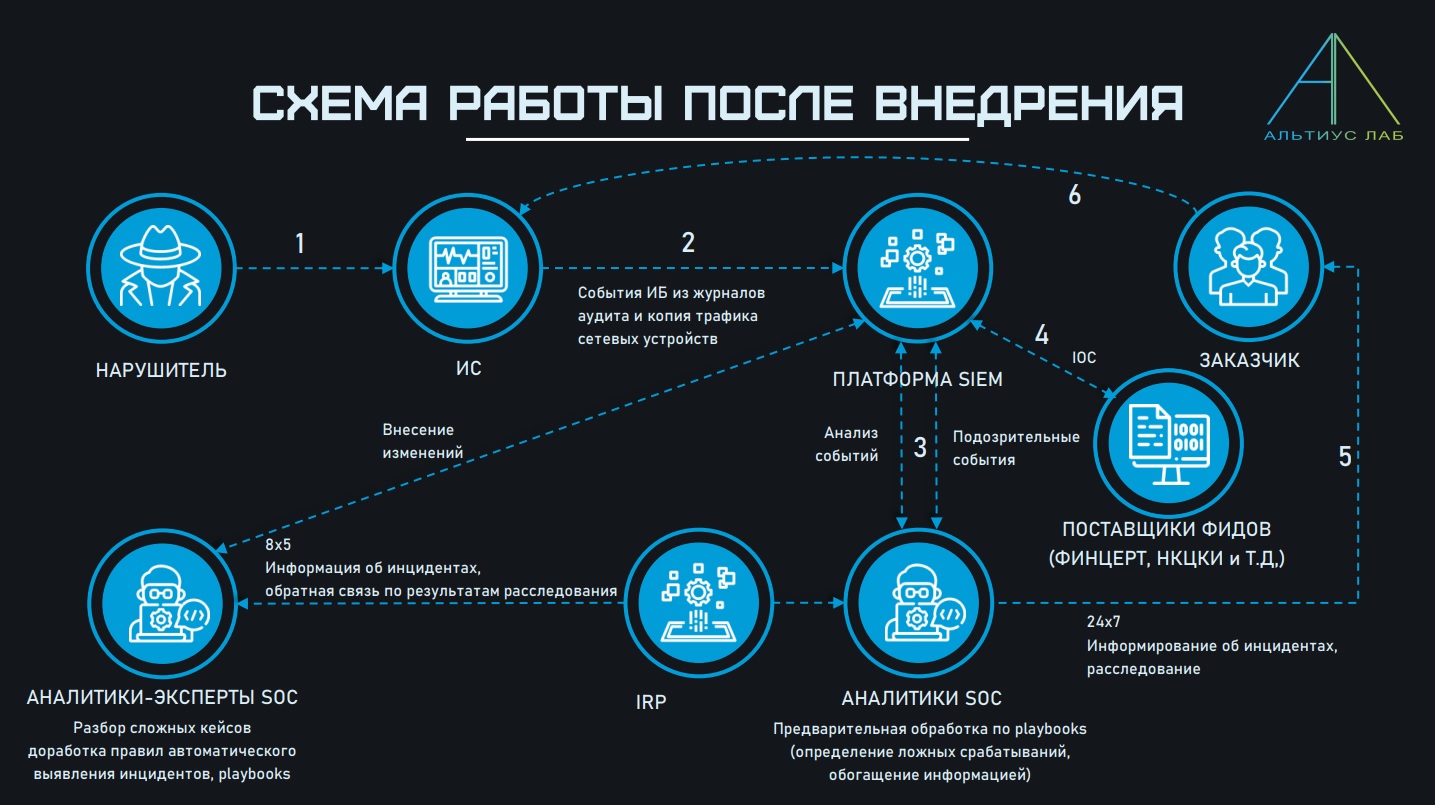 СХЕМА РАБОТЫ ПОСЛЕ ВНЕДРЕНИЯ
АЛЬТИУС ЛАБ
1
2
6
События ИБ из журналов
аудита и копия трафика
сетевых устройств
НАРУШИТЕЛЬ
ИС
ПЛАТФОРМА SIEM
4
IOC
ЗАКАЗЧИК
1001
0101
Внесение
изменений
Анализ
событий
3
Подозрительные
события
5
ПОСТАВЩИКИ ФИДОВ
(ФИНЦЕРТ, НКЦКИ и Т.Д,)
8x5
Информация об инцидентах,
обратная связь по результатам расследования
24x7
Информирование об инцидентах,
расследование
АНАЛИТИКИ-ЭКСПЕРТЫ SOC
Разбор сложных кейсов
доработка правил автоматического
выявления инцидентов, playbooks
IRP
АНАЛИТИКИ SOC
Предварительная обработка по playbooks
(определение ложных срабатываний,
обогащение информацией)